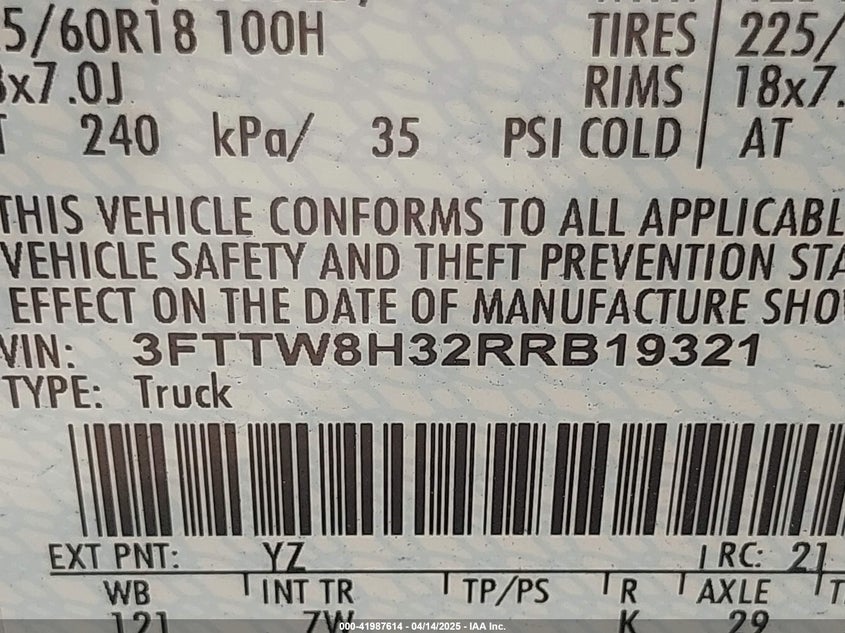 5/60R18 100H TIRES 225/
x7.0J RIMS 18x7.
240 kPa/ 35 PSI COLD AT
THIS VEHICLE CONFORMS TO ALL APPLICABL
VEHICLE SAFETY AND THEFT PREVENTION STA
EFFECT ON THE DATE OF MANUFACTURE SHO
VIN: 3FTTW8H32RRB19321
TYPE: Truck
EXT PNT: YZ RC: 21
WB INT TR TP/PS R AXLE T
121 7W K 29
000-41987614 - 04/14/2025 - IAA Inc.